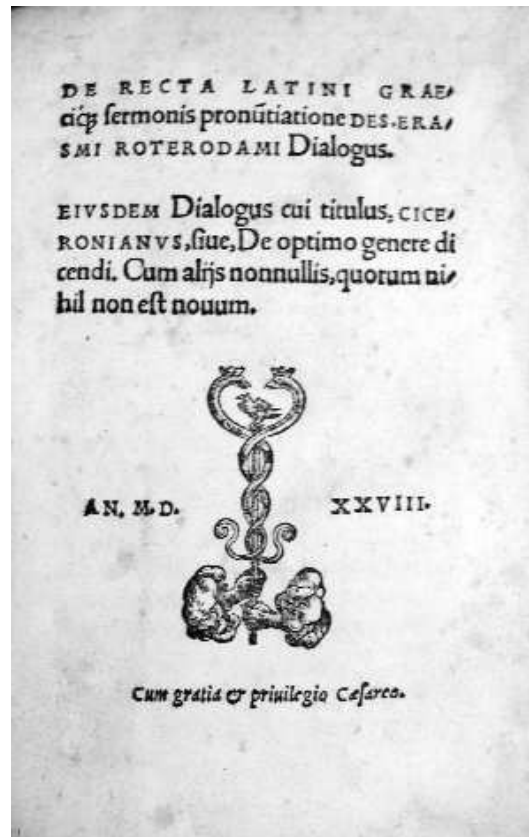 DE RECTA LATINI GRAE⸗
ciq́ꝫ ſermonis pronũtiatione DES. ERA⸗
SMI ROTERODAMI Dialogus.
EIVSDEM Dialogus cui titulus, CICE⸗
RONIANVS, ſiue, De optimo genere di
cendi. Cum alijs nonnullis, quorum ni⸗
hil non eſt nouum.
AN. M.D. XXVIII.
Cum gratia & priuilegio Cæſareo.